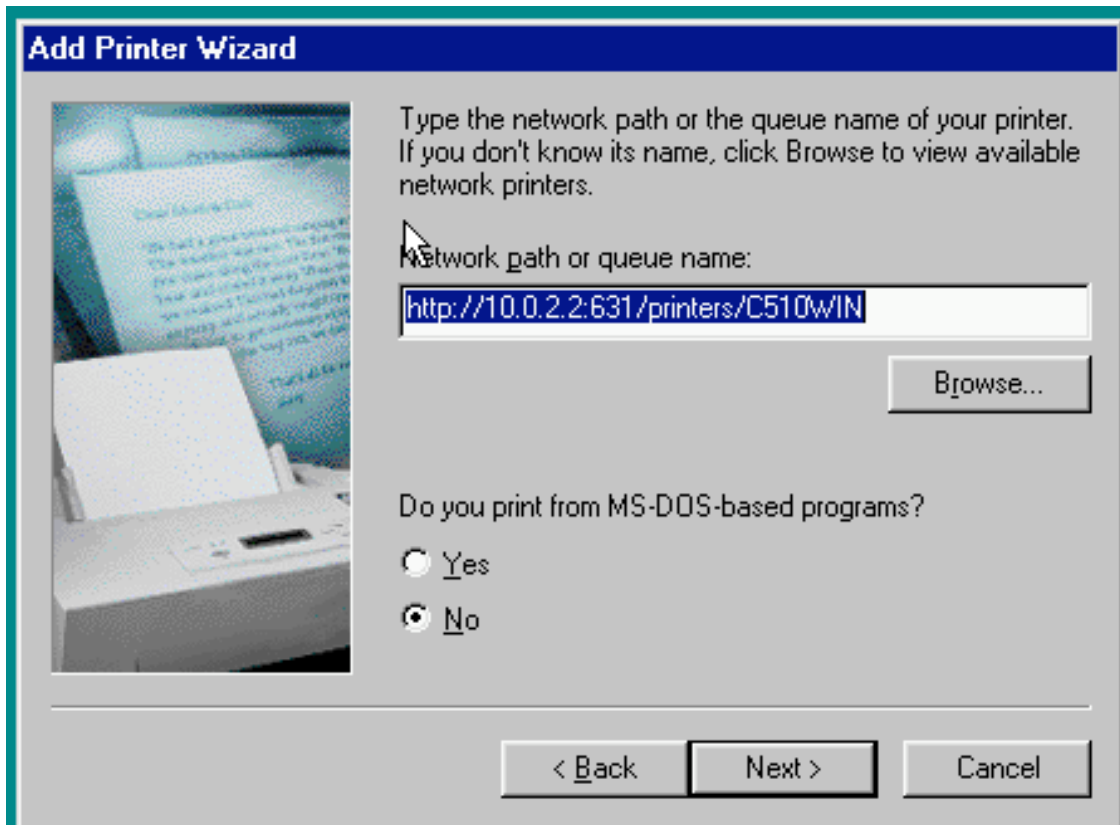 Add Printer Wizard
Type the network path or the queue name of your printer.
If you don't know its name, click Browse to view available
network printers.
Network path or queue name:
http://10.0.2.2:631/printers/C510WIN
Browse...
Do you print from MS-DOS-based programs?
Yes
No
< Back
Next >
Cancel